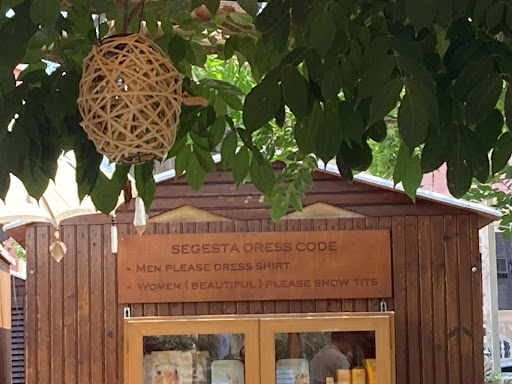 SEGESTA DRESS CODE
- MEN PLEASE DRESS SHIRT
- WOMEN (BEAUTIFUL) PLEASE SHOW TITS